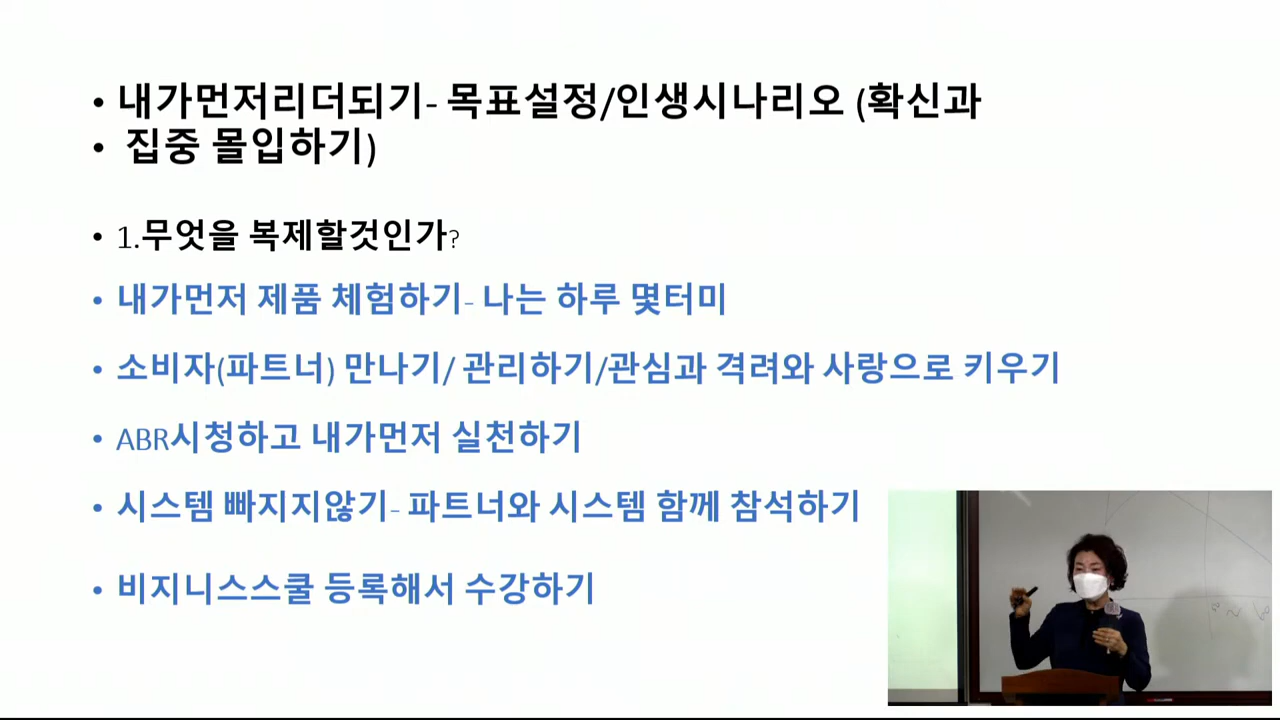 • 내가먼저리더되기- 목표설정/인생시나리오 (확신과
• 집중 몰입하기)
• 1.무엇을 복제할것인가?
• 내가먼저 제품 체험하기- 나는 하루 몇터미
• 소비자(파트너) 만나기/ 관리하기/관심과 격려와 사랑으로 키우기
• ABR시청하고 내가먼저 실천하기
• 시스템 빠지지않기- 파트너와 시스템 함께 참석하기
• 비지니스스쿨 등록해서 수강하기